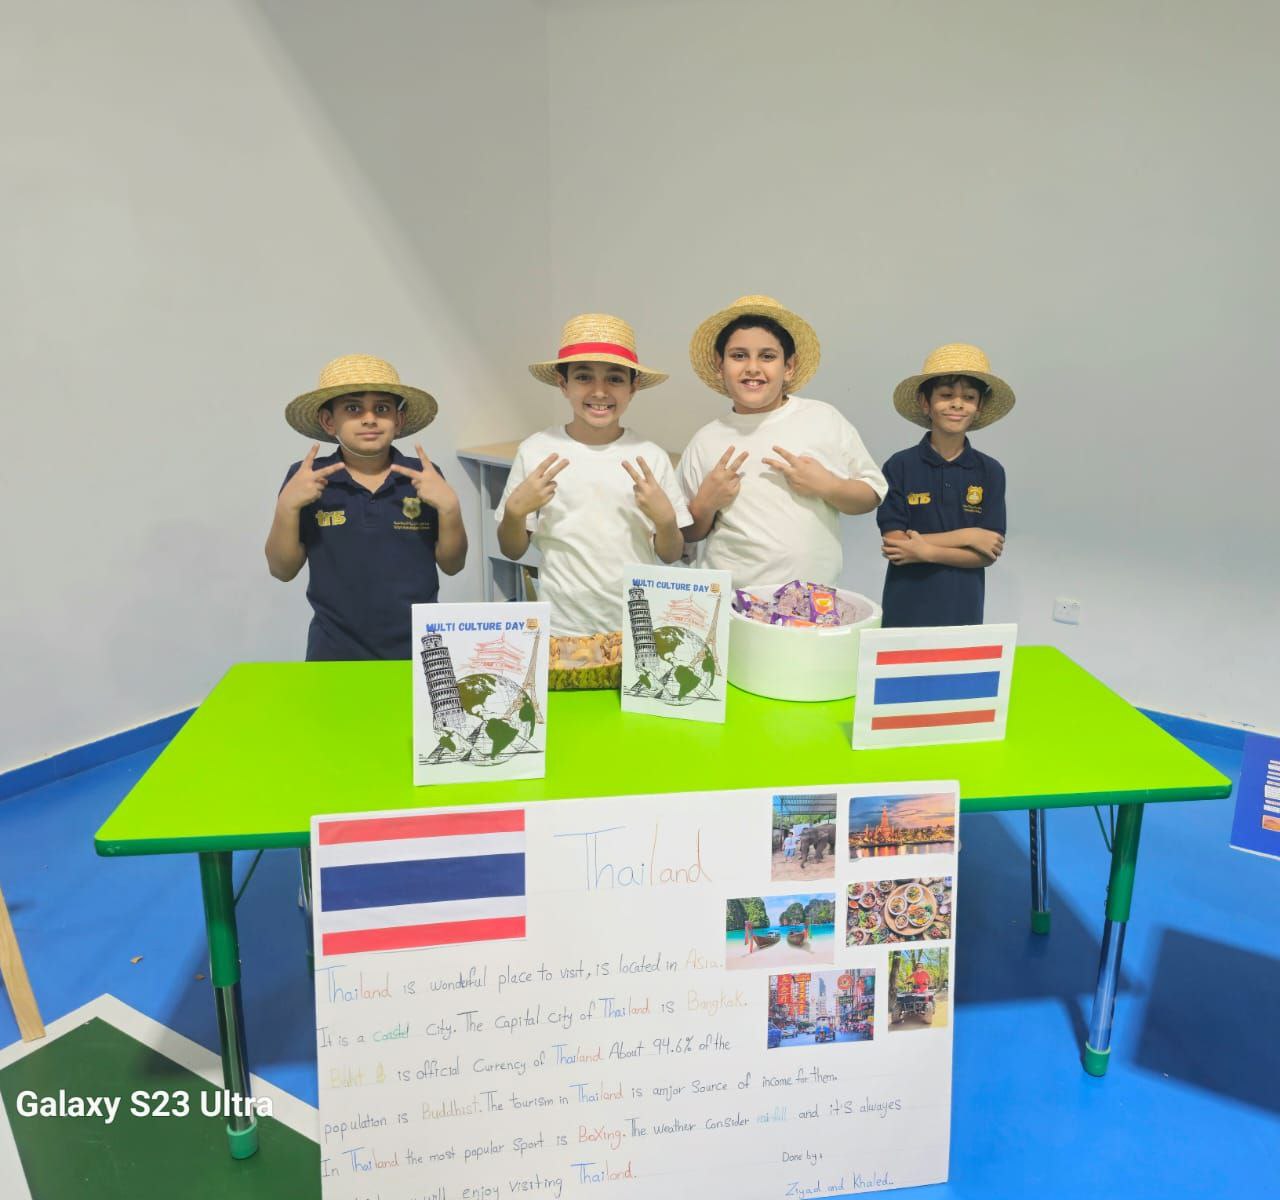 trs
trs
MULTI CULTURE DAY
MULTI CULTURE DAY
Thailand
Thailand is wonderful place to visit, is located in Asia.
It is a coastel city. The capital city of Thailand is Bangkok.
Baht ฿ is official Currency of Thailand About 94.6% of the
population is Buddhist. The tourism in Thailand is amjor Source of income for them.
In Thailand the most popular Sport is Boxing. The weather consider rainfall and it's alwayes
will enjoy visiting Thailand.
Done by:
Ziyad and Khaled..
Galaxy S23 Ultra